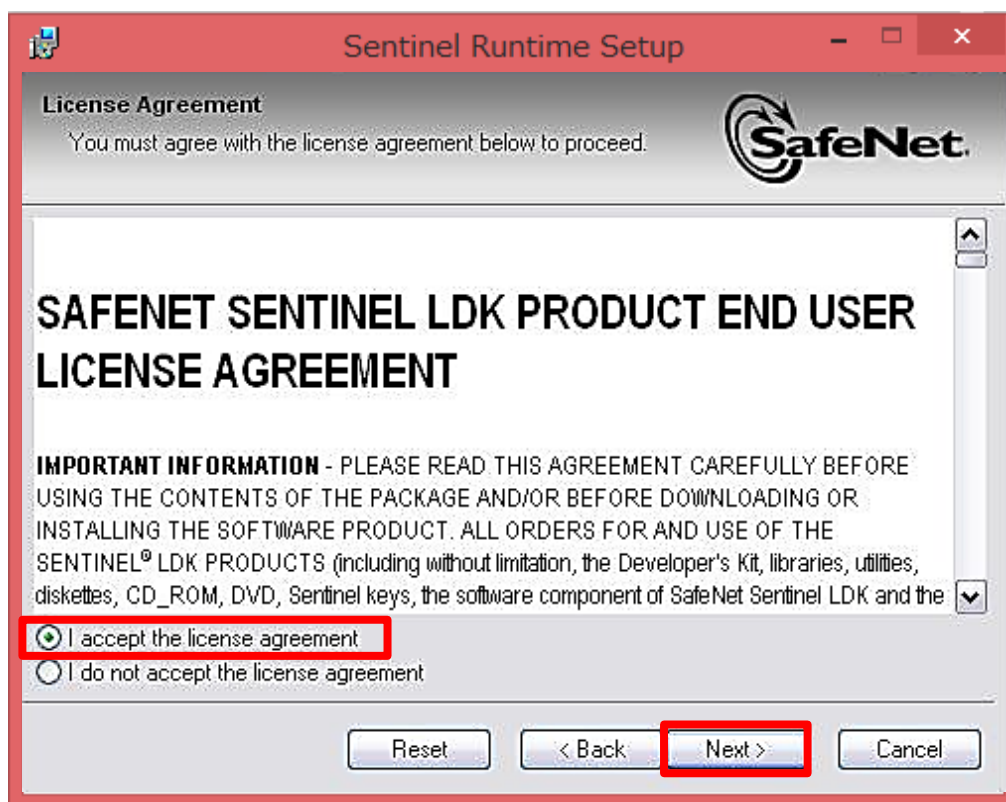 Sentinel Runtime Setup
License Agreement
You must agree with the license agreement below to proceed.
SafeNet.
SAFENET SENTINEL LDK PRODUCT END USER
LICENSE AGREEMENT
IMPORTANT INFORMATION - PLEASE READ THIS AGREEMENT CAREFULLY BEFORE
USING THE CONTENTS OF THE PACKAGE AND/OR BEFORE DOWNLOADING OR
INSTALLING THE SOFTWARE PRODUCT. ALL ORDERS FOR AND USE OF THE
SENTINEL® LDK PRODUCTS (including without limitation, the Developer's Kit, libraries, utilities,
diskettes, CD_ROM, DVD, Sentinel keys, the software component of SafeNet Sentinel LDK and the
I accept the license agreement
I do not accept the license agreement
Reset
< Back
Next >
Cancel